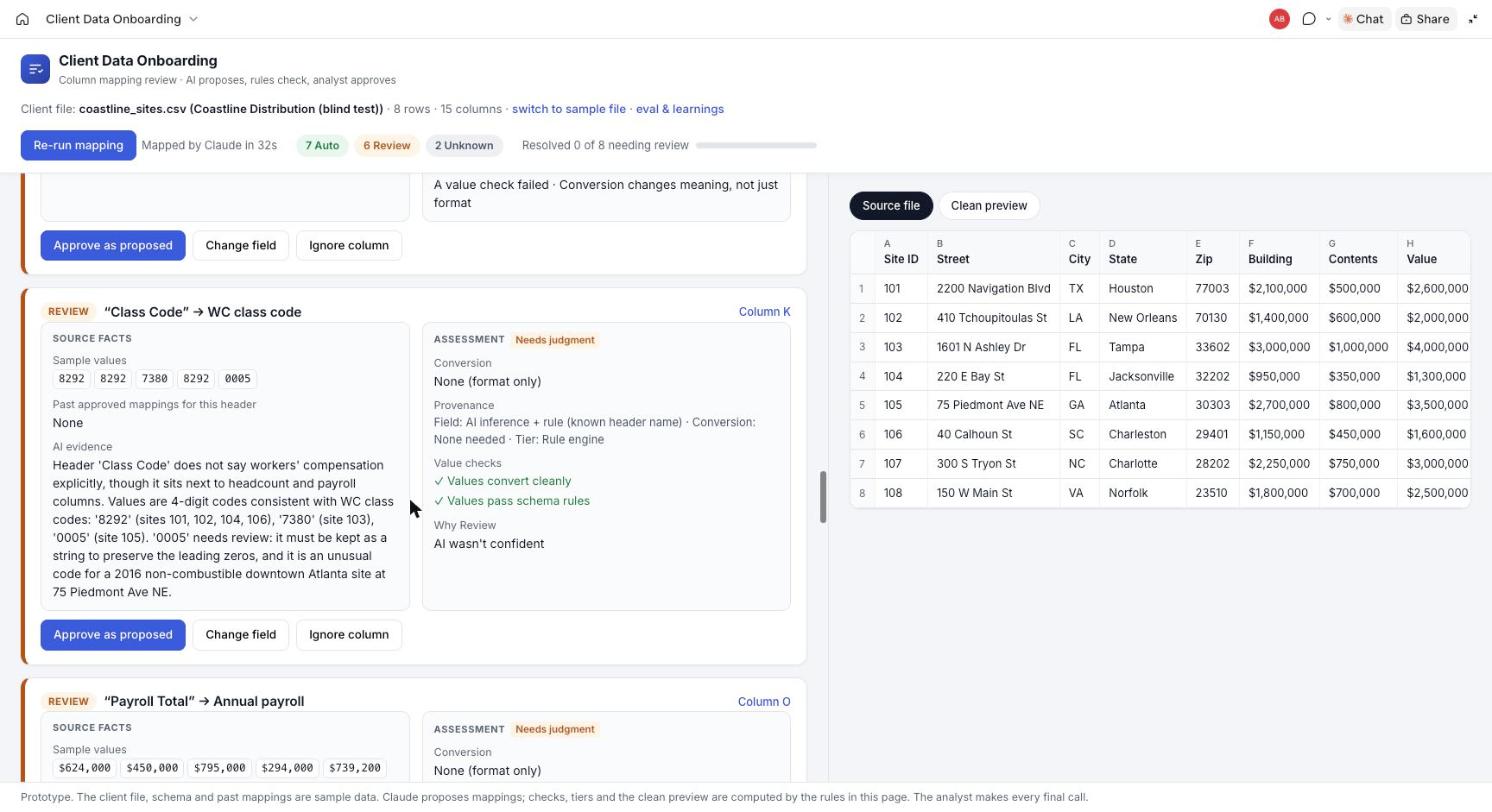 Client Data Onboarding
AB
Chat
Share
Client Data Onboarding
Column mapping review · AI proposes, rules check, analyst approves
Client file: coastline_sites.csv (Coastline Distribution (blind test)) · 8 rows · 15 columns · switch to sample file · eval & learnings
Re-run mapping
Mapped by Claude in 32s
7 Auto
6 Review
2 Unknown
Resolved 0 of 8 needing review
A value check failed · Conversion changes meaning, not just
format
Approve as proposed
Change field
Ignore column
REVIEW “Class Code” → WC class code
Column K
SOURCE FACTS
Sample values
8292 8292 7380 8292 0005
Past approved mappings for this header
None
AI evidence
Header 'Class Code' does not say workers' compensation
explicitly, though it sits next to headcount and payroll
columns. Values are 4-digit codes consistent with WC class
codes: '8292' (sites 101, 102, 104, 106), '7380' (site 103),
'0005' (site 105). '0005' needs review: it must be kept as a
string to preserve the leading zeros, and it is an unusual
code for a 2016 non-combustible downtown Atlanta site at
75 Piedmont Ave NE.
ASSESSMENT Needs judgment
Conversion
None (format only)
Provenance
Field: AI inference + rule (known header name) · Conversion:
None needed · Tier: Rule engine
Value checks
✓ Values convert cleanly
✓ Values pass schema rules
Why Review
AI wasn't confident
Approve as proposed
Change field
Ignore column
REVIEW “Payroll Total” → Annual payroll
Column O
SOURCE FACTS
Sample values
$624,000 $450,000 $795,000 $294,000 $739,200
ASSESSMENT Needs judgment
Conversion
None (format only)
Source file
Clean preview
A B C D E F G H
Site ID Street City State Zip Building Contents Value
1 101 2200 Navigation Blvd TX Houston 77003 $2,100,000 $500,000 $2,600,000
2 102 410 Tchoupitoulas St LA New Orleans 70130 $1,400,000 $600,000 $2,000,000
3 103 1601 N Ashley Dr FL Tampa 33602 $3,000,000 $1,000,000 $4,000,000
4 104 220 E Bay St FL Jacksonville 32202 $950,000 $350,000 $1,300,000
5 105 75 Piedmont Ave NE GA Atlanta 30303 $2,700,000 $800,000 $3,500,000
6 106 40 Calhoun St SC Charleston 29401 $1,150,000 $450,000 $1,600,000
7 107 300 S Tryon St NC Charlotte 28202 $2,250,000 $750,000 $3,000,000
8 108 150 W Main St VA Norfolk 23510 $1,800,000 $700,000 $2,500,000
Prototype. The client file, schema and past mappings are sample data. Claude proposes mappings; checks, tiers and the clean preview are computed by the rules in this page. The analyst makes every final call.